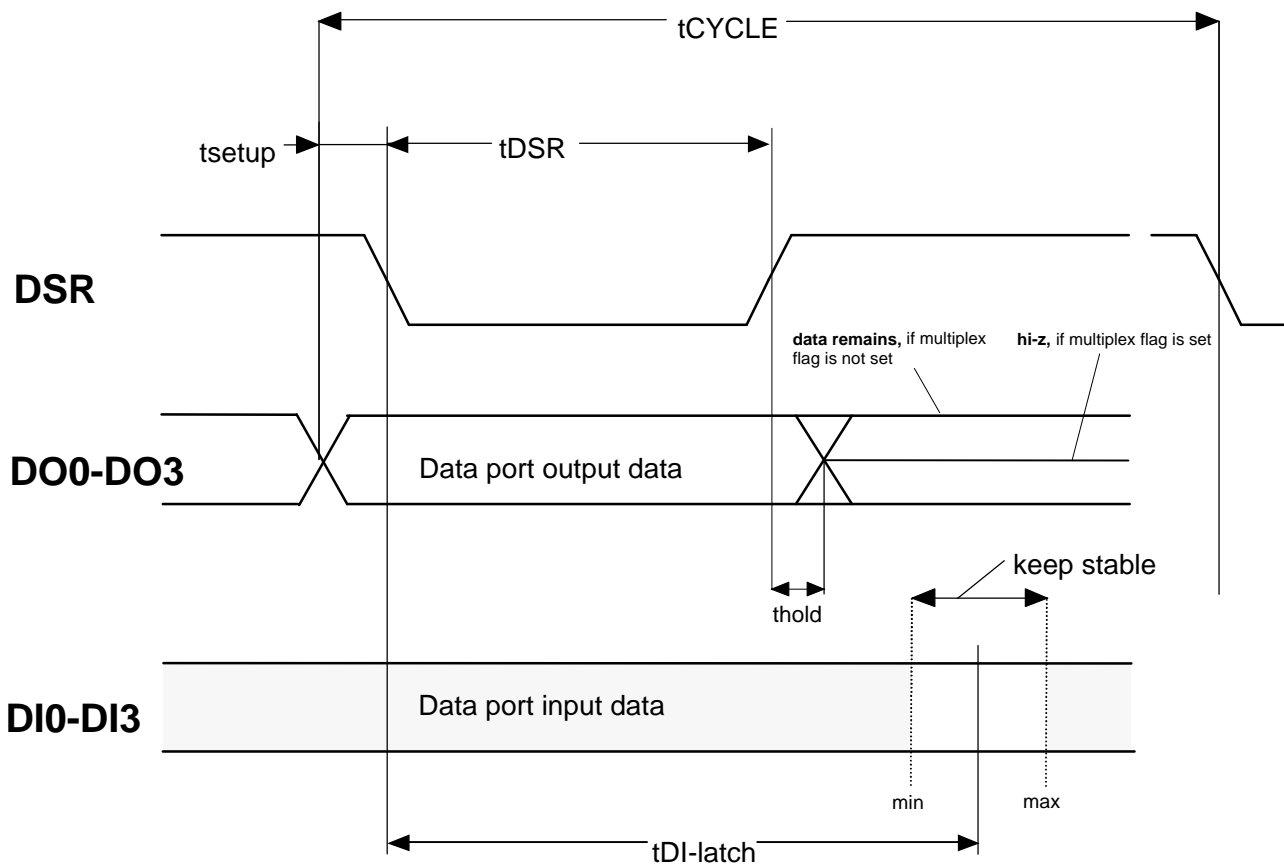 tCYCLE
tsetup
tDSR
DSR
data remains, if multiplex
flag is not set
hi-z, if multiplex flag is set
DO0-DO3
Data port output data
keep stable
thold
DI0-DI3
Data port input data
min
max
tDI-latch